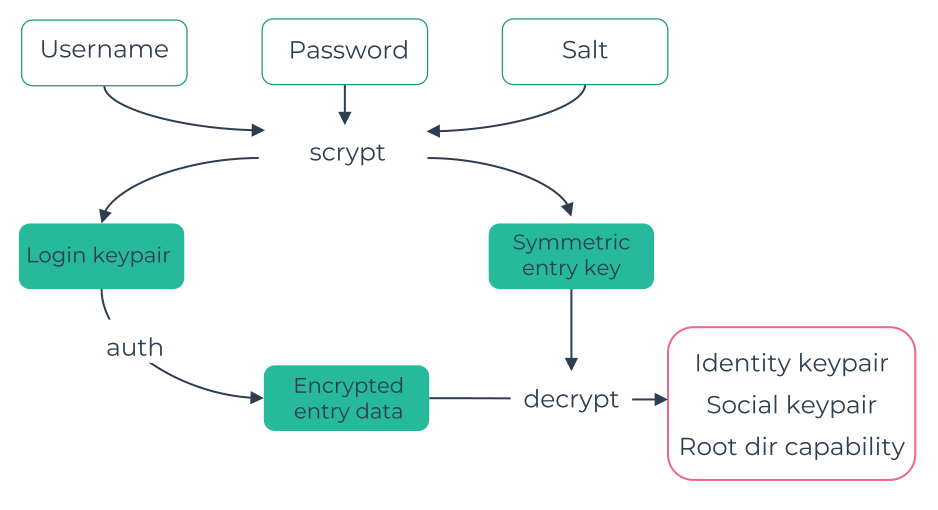 Username
Password
Salt
scrypt
Login keypair
Symmetric
entry key
auth
Encrypted
entry data
decrypt
Identity keypair
Social keypair
Root dir capability